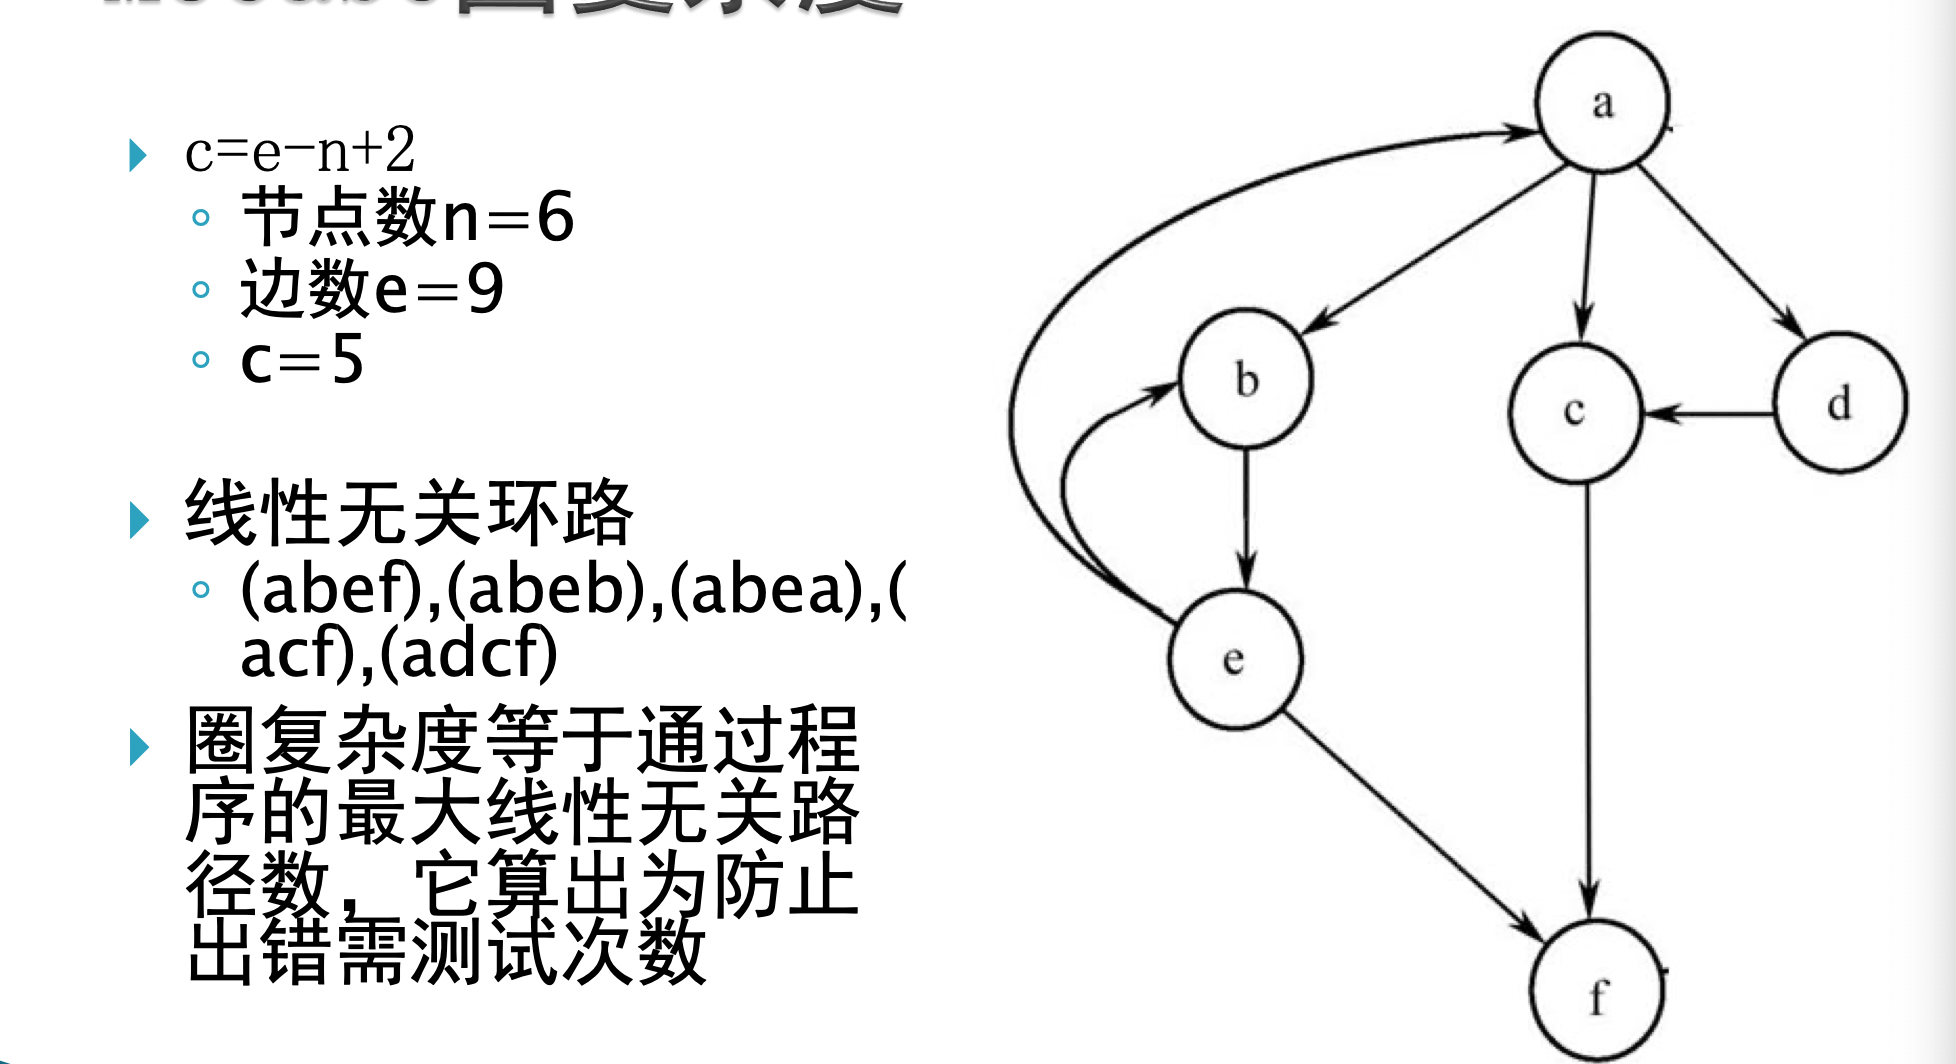 c=e-n+2
节点数n=6
边数e=9
c=5
线性无关环路
(abef),(abeb),(abea),(
acf),(adcf)
圈复杂度等于通过程
序的最大线性无关路
径数，它算出为防止
出错需测试次数
a
b
c
d
e
f